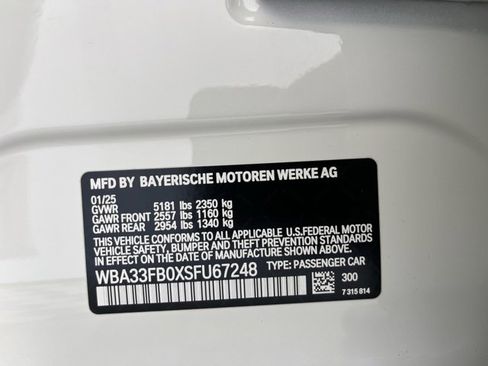 MFD BY BAYERISCHE MOTOREN WERKE AG
01/25
GVWR 5181 lbs 2350 kg
GAWR FRONT 2557 lbs 1160 kg
GAWR REAR 2954 lbs 1340 kg
THIS VEHICLE CONFORMS TO ALL APPLICABLE U.S.FEDERAL MOTOR
VEHICLE SAFETY, BUMPER, AND THEFT PREVENTION STANDARDS
IN EFFECT ON THE DATE OF MANUFACTURE SHOWN ABOVE.
WBA33FB0XSFU67248 TYPE: PASSENGER CAR
300
7 315 814